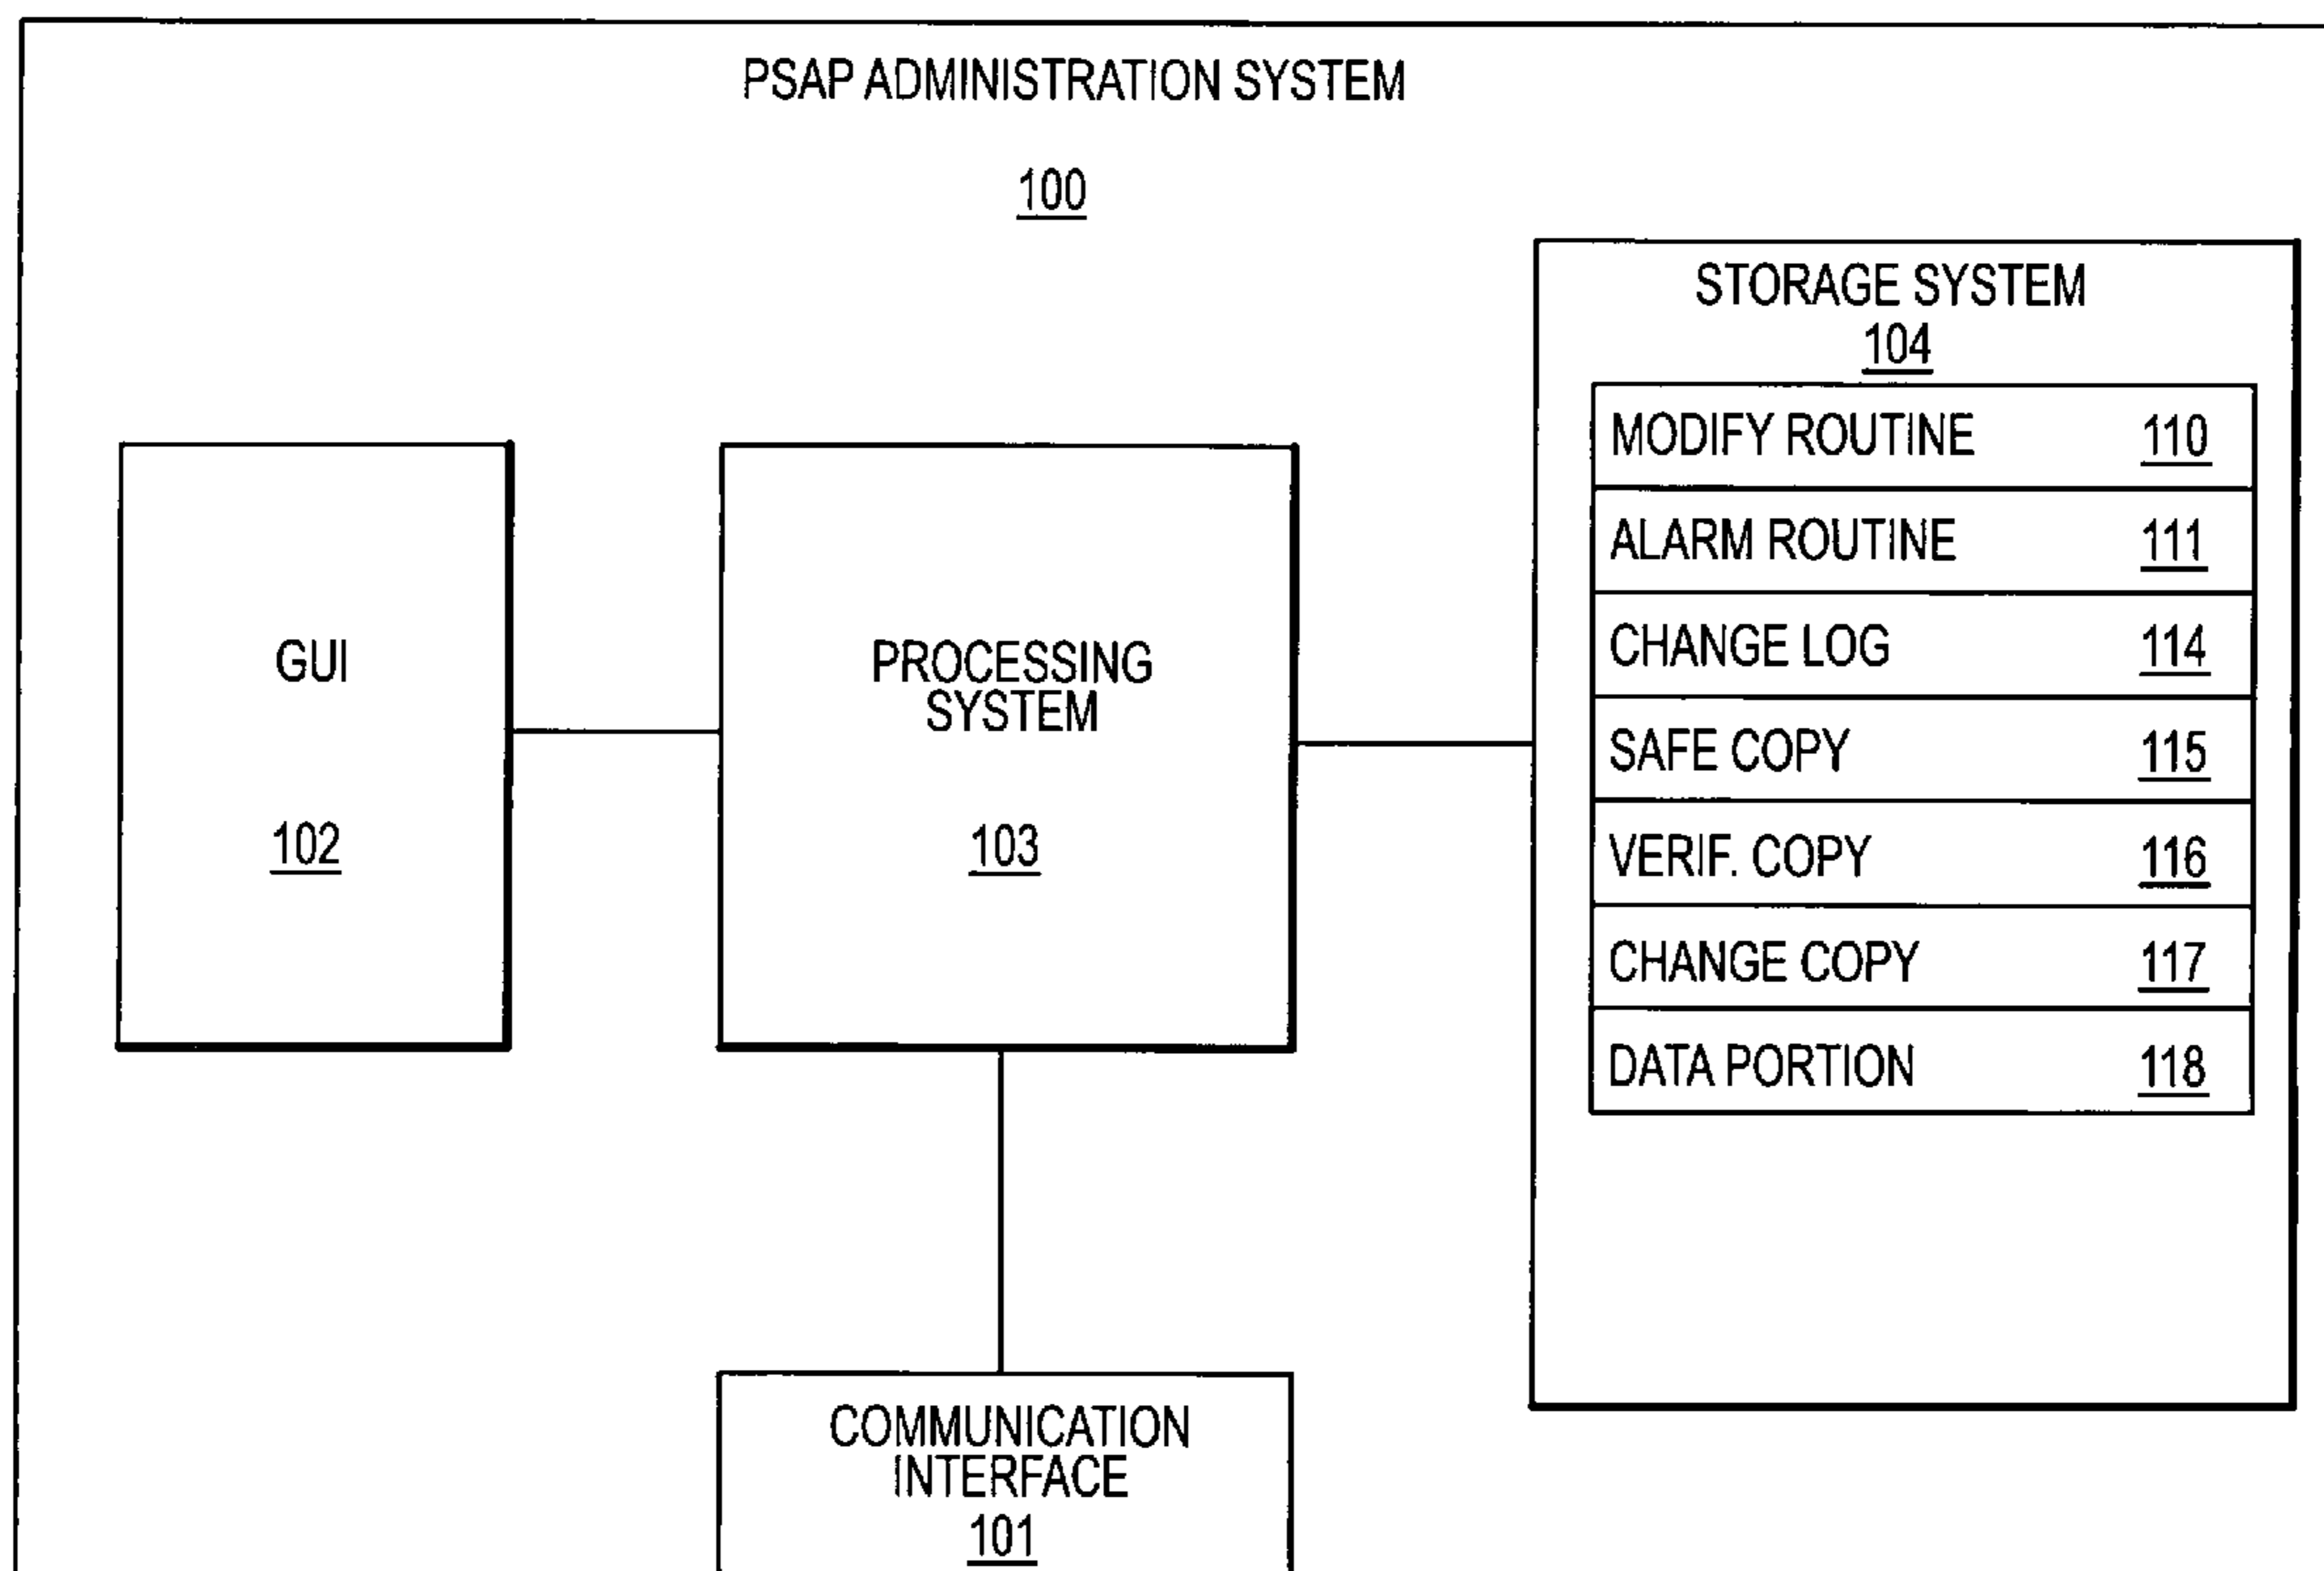 PSAP ADMINISTRATION SYSTEM
100
STORAGE SYSTEM
104
MODIFY ROUTINE 110
ALARM ROUTINE 111
CHANGE LOG 114
SAFE COPY 115
VERIF. COPY 116
CHANGE COPY 117
DATA PORTION 118
GUI
102
PROCESSING
SYSTEM
103
COMMUNICATION
INTERFACE
101